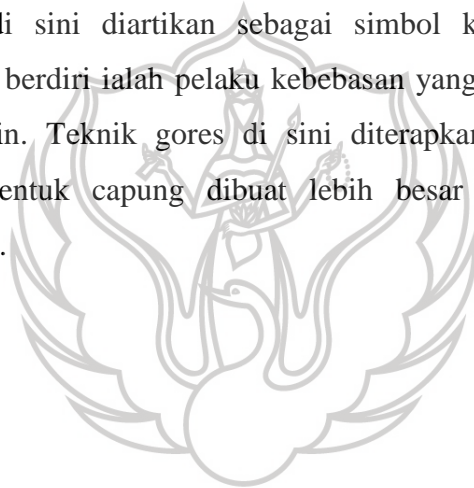 di sini diartikan sebagai simbol k
berdiri ialah pelaku kebebasan yang
in. Teknik gores di sini diterapkan
entuk capung dibuat lebih besar
.